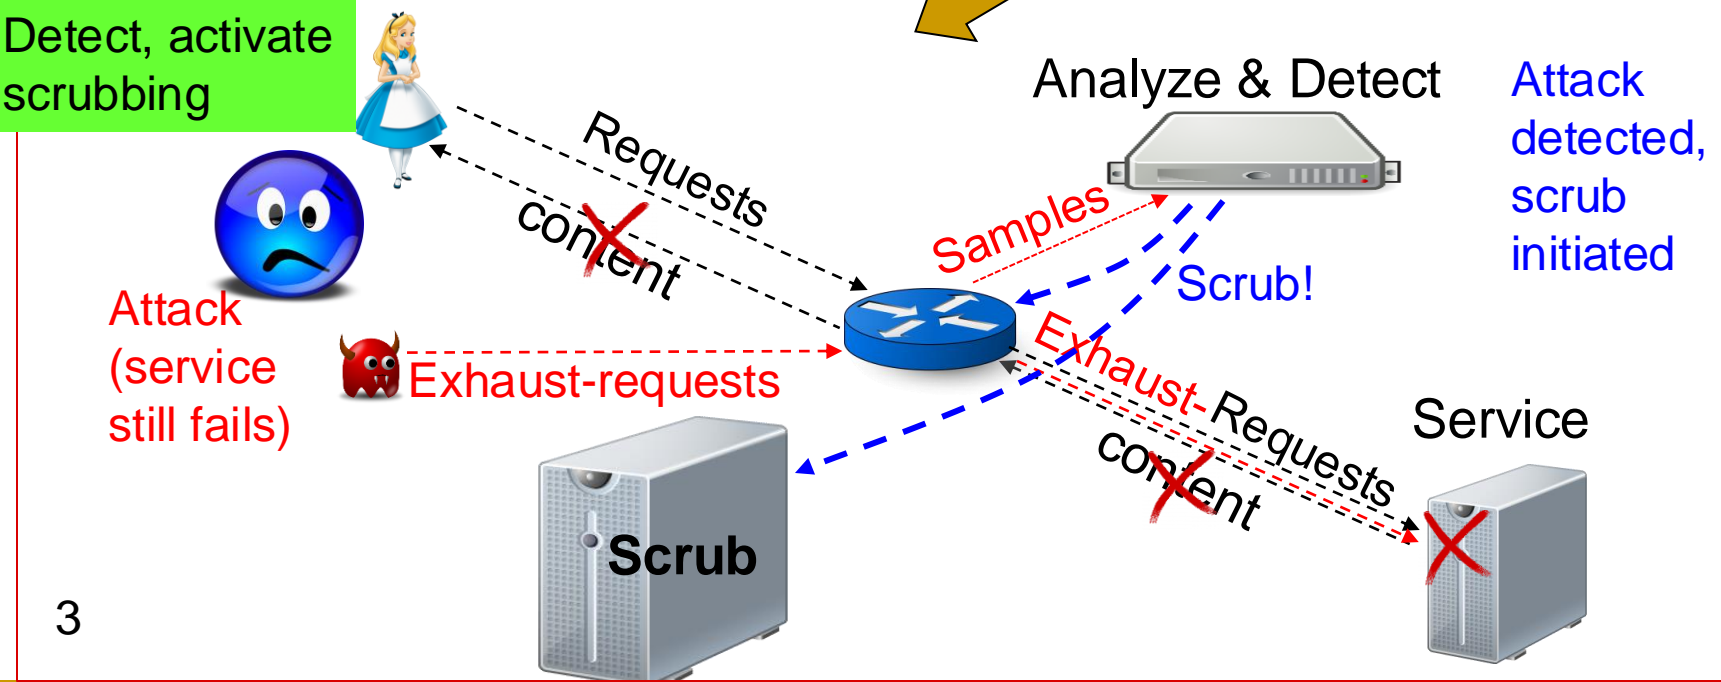 Detect, activate
scrubbing
Analyze & Detect
Attack
detected,
scrub
initiated
Requests
content
Samples
Scrub!
Attack
(service
still fails)
Exhaust-requests
Exhaust-Requests
content
Service
Scrub
3